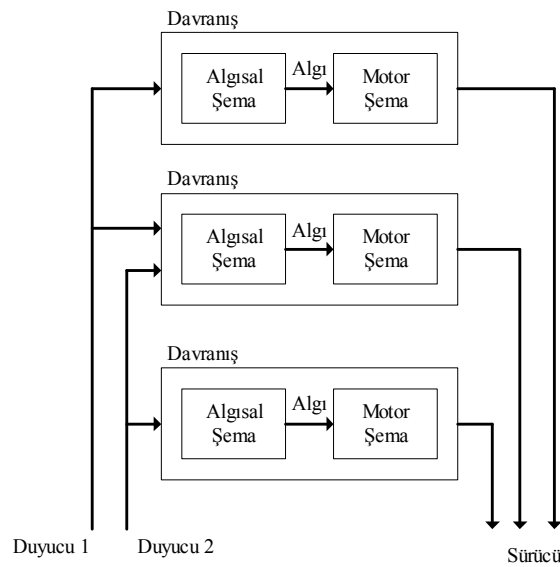 Davranış
Algısal
Şema
Algı
Motor
Şema
Davranış
Algısal
Şema
Algı
Motor
Şema
Davranış
Algısal
Şema
Algı
Motor
Şema
Duyucu 1
Duyucu 2
Sürücü